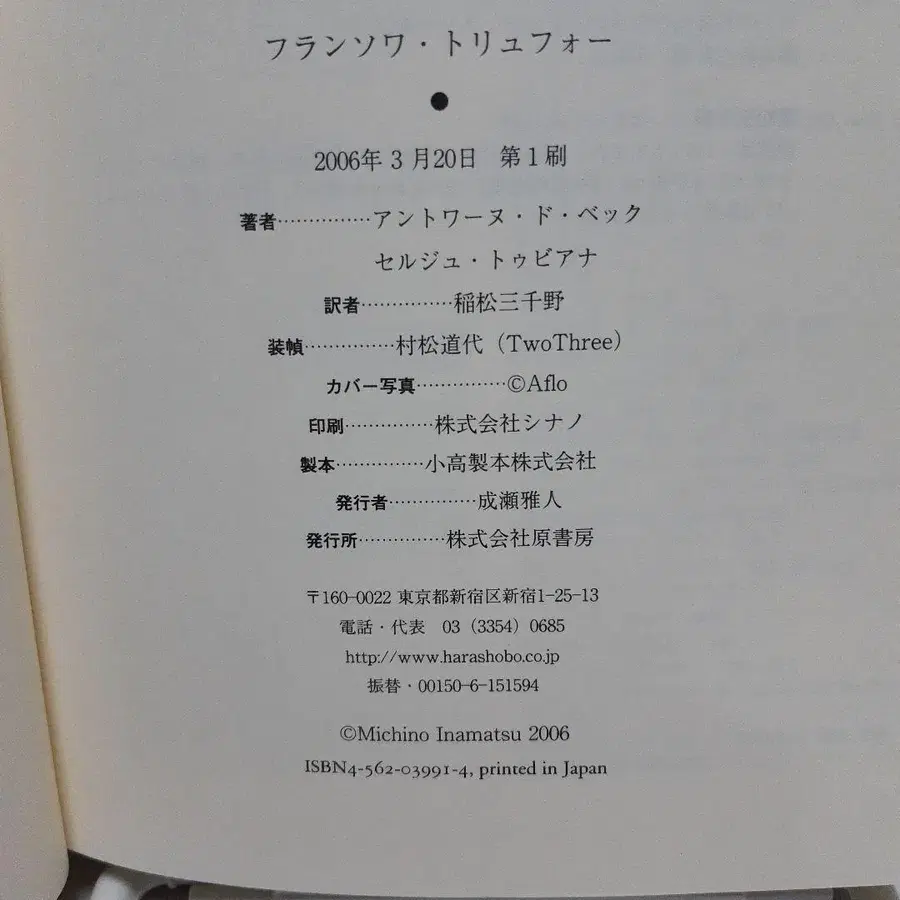 フランソワ・トリュフォー
●
2006年3月20日 第1刷
著者……………アントワーヌ・ド・ベック
セルジュ・トゥビアナ
訳者……………稲松三千野
装幀……………村松道代（TwoThree）
カバー写真……………©Aflo
印刷……………株式会社シナノ
製本……………小高製本株式会社
発行者……………成瀬雅人
発行所……………株式会社原書房
〒160-0022 東京都新宿区新宿1-25-13
電話・代表 03（3354）0685
http://www.harashobo.co.jp
振替・00150-6-151594
©Michino Inamatsu 2006
ISBN4-562-03991-4, printed in Japan